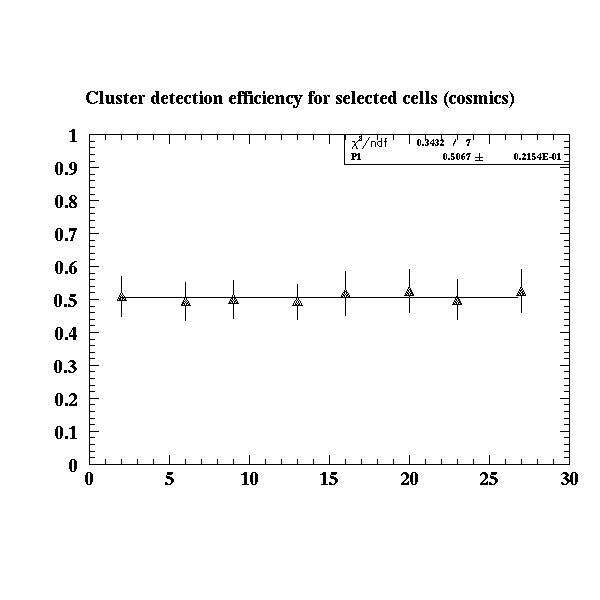 Cluster detection efficiency for selected cells (cosmics)
χ²/ndf 0.3432 / 7
P1 0.5067 ± 0.2154E-01
1
0.9
0.8
0.7
0.6
0.5
0.4
0.3
0.2
0.1
0
0 5 10 15 20 25 30